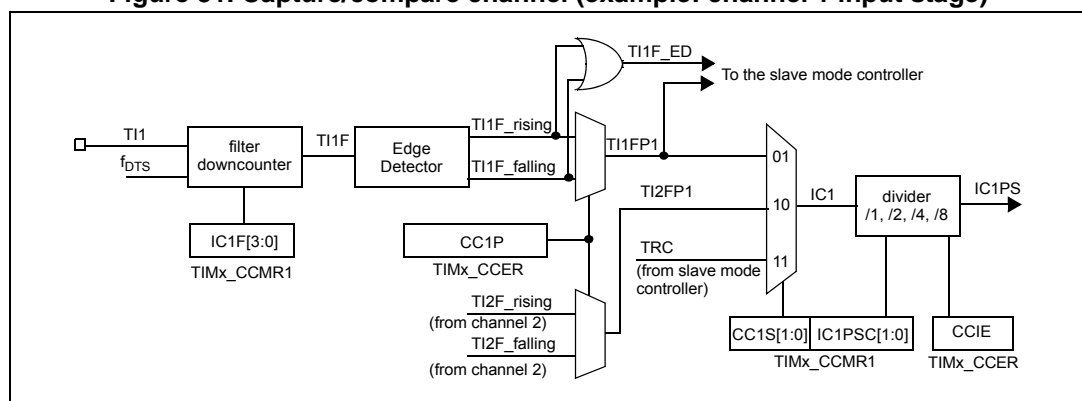 Figure 81. Capture/compare channel (example: channel 1 input stage)
TI1F_ED
To the slave mode controller
TI1
f_DTS
filter
downcounter
TI1F
Edge
Detector
TI1F_rising
TI1F_falling
TI1FP1
01
TI2FP1
10
IC1
divider
/1, /2, /4, /8
IC1PS
TRC
11
(from slave mode
controller)
IC1F[3:0]
TIMx_CCMR1
CC1P
TIMx_CCER
TI2F_rising
(from channel 2)
TI2F_falling
(from channel 2)
CC1S[1:0]
IC1PSC[1:0]
TIMx_CCMR1
CCIE
TIMx_CCER